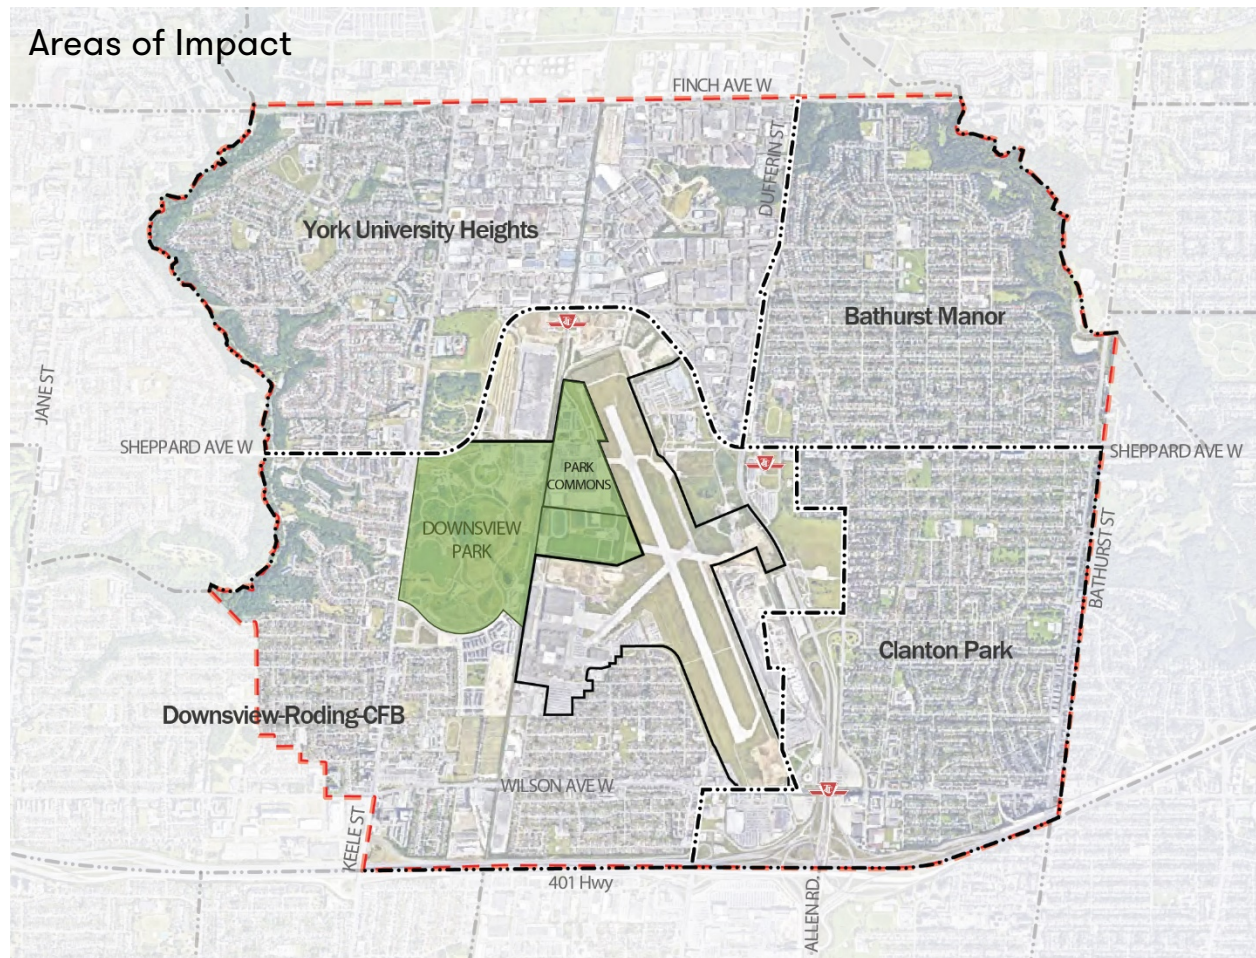 Areas of Impact
FINCH AVE W
DUFFERIN ST
York University Heights
Bathurst Manor
JANE ST
SHEPPARD AVE W
SHEPPARD AVE W
PARK
COMMONS
DOWNSVIEW
PARK
BATHURST ST
Clanton Park
Downsview-Roding-CFB
WILSON AVE W
KEELE ST
401 Hwy
ALLEN RD.